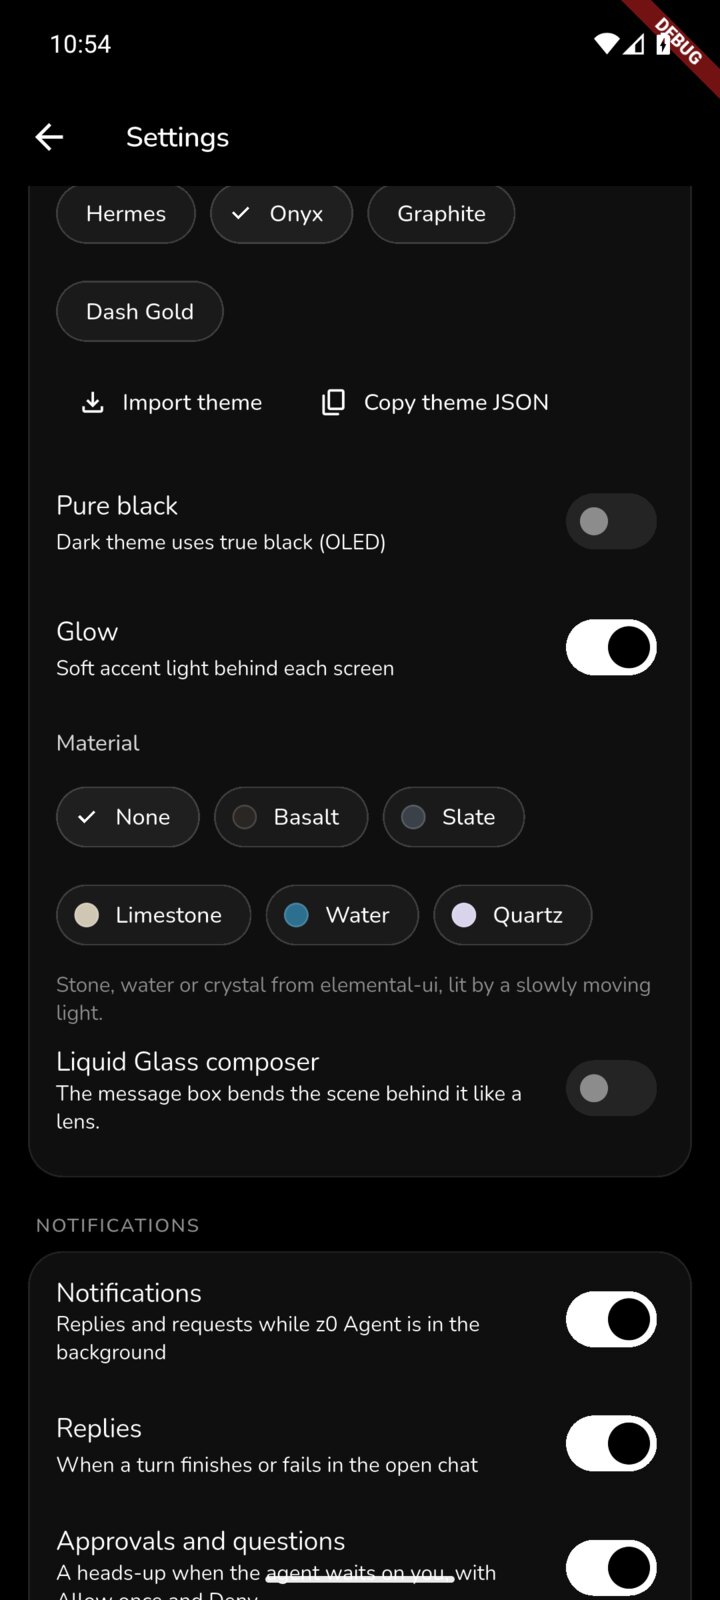 10:54
DEBUG
Settings
Hermes
Onyx
Graphite
Dash Gold
Import theme
Copy theme JSON
Pure black
Dark theme uses true black (OLED)
Glow
Soft accent light behind each screen
Material
None
Basalt
Slate
Limestone
Water
Quartz
Stone, water or crystal from elemental-ui, lit by a slowly moving
light.
Liquid Glass composer
The message box bends the scene behind it like a
lens.
NOTIFICATIONS
Notifications
Replies and requests while z0 Agent is in the
background
Replies
When a turn finishes or fails in the open chat
Approvals and questions
A heads-up when the agent waits on you, with
Allow once and Deny